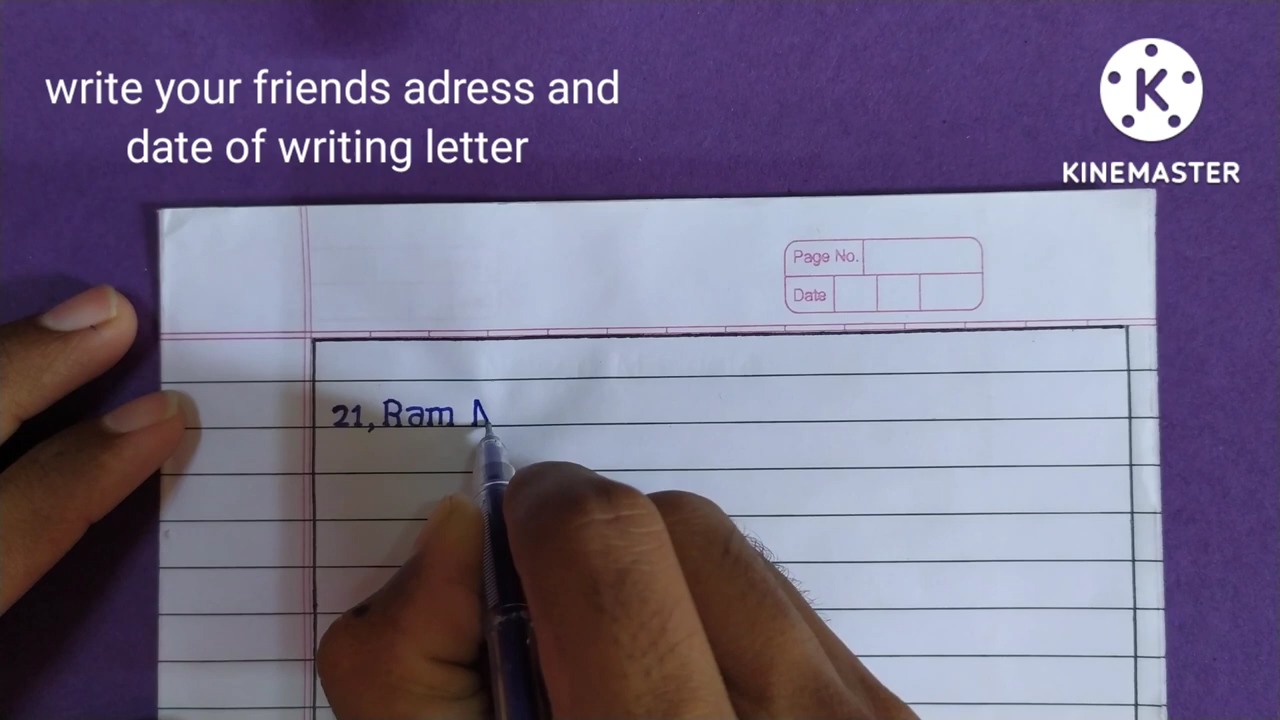 write your friends adress and
date of writing letter
K
KINEMASTER
Page No.
Date
21, Ram